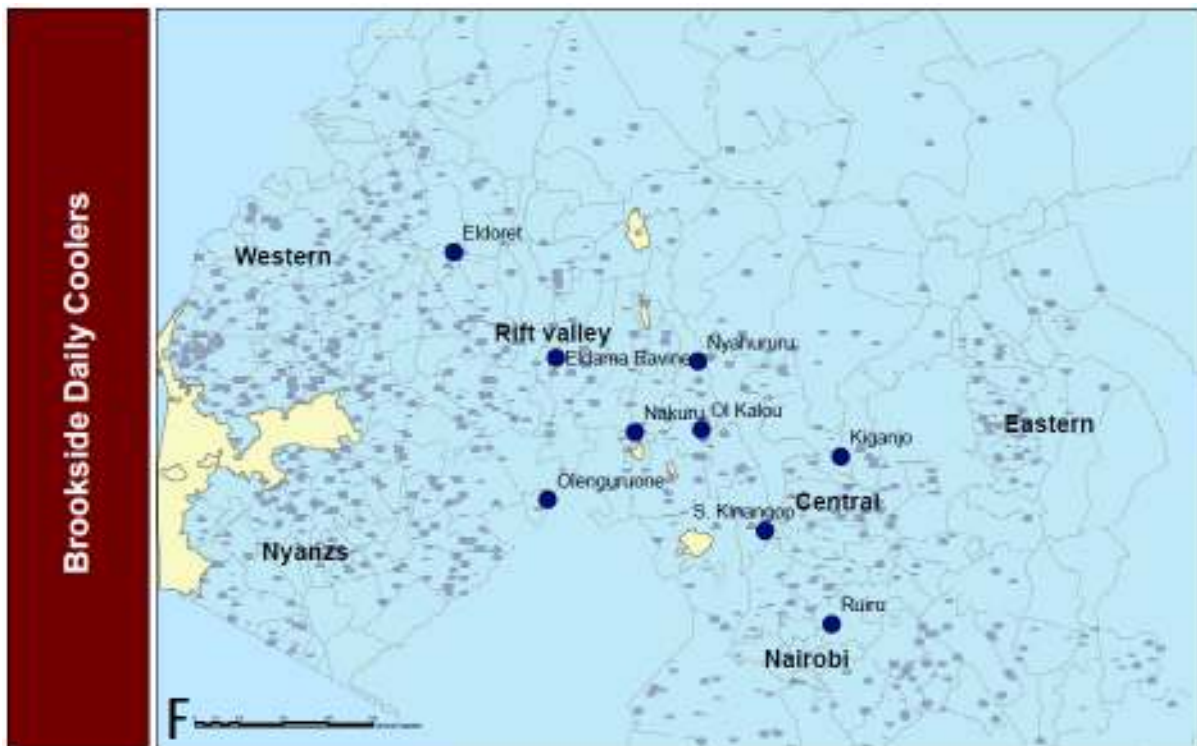 Brookside Daily Coolers
Eldoret
Western
Rift valley
Eldama Ravine
Nyahururu
Nakuru
Ol Kalou
Kiganjo
Eastern
Olenguruone
S. Kinangop
Central
Nyanzs
Ruiru
Nairobi
F